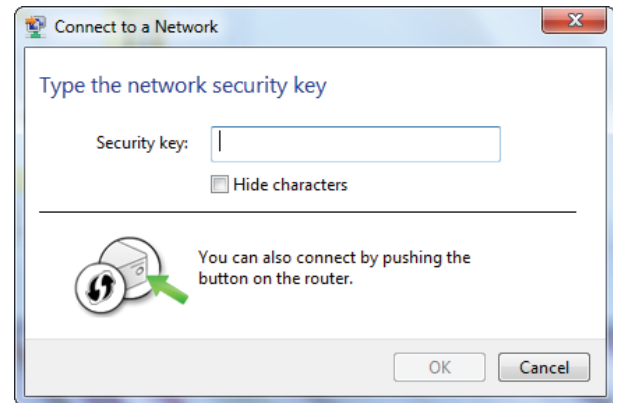 Connect to a Network
Type the network security key
Security key:
Hide characters
You can also connect by pushing the
button on the router.
OK
Cancel